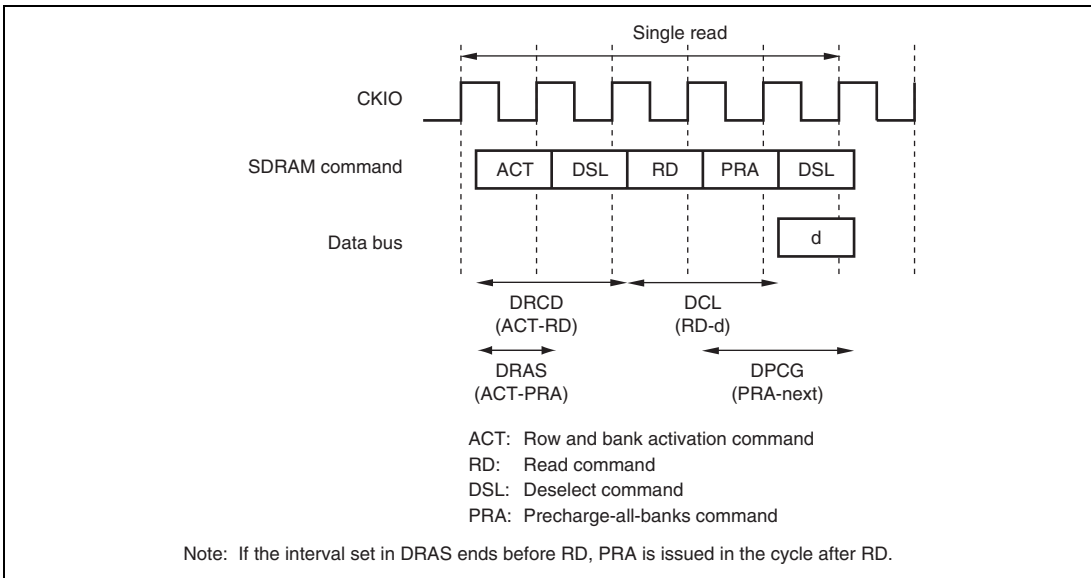 Single read
CKIO
SDRAM command
ACT DSL RD PRA DSL
Data bus
d
DRCD
(ACT-RD)
DCL
(RD-d)
DRAS
(ACT-PRA)
DPCG
(PRA-next)
ACT: Row and bank activation command
RD: Read command
DSL: Deselect command
PRA: Precharge-all-banks command
Note: If the interval set in DRAS ends before RD, PRA is issued in the cycle after RD.